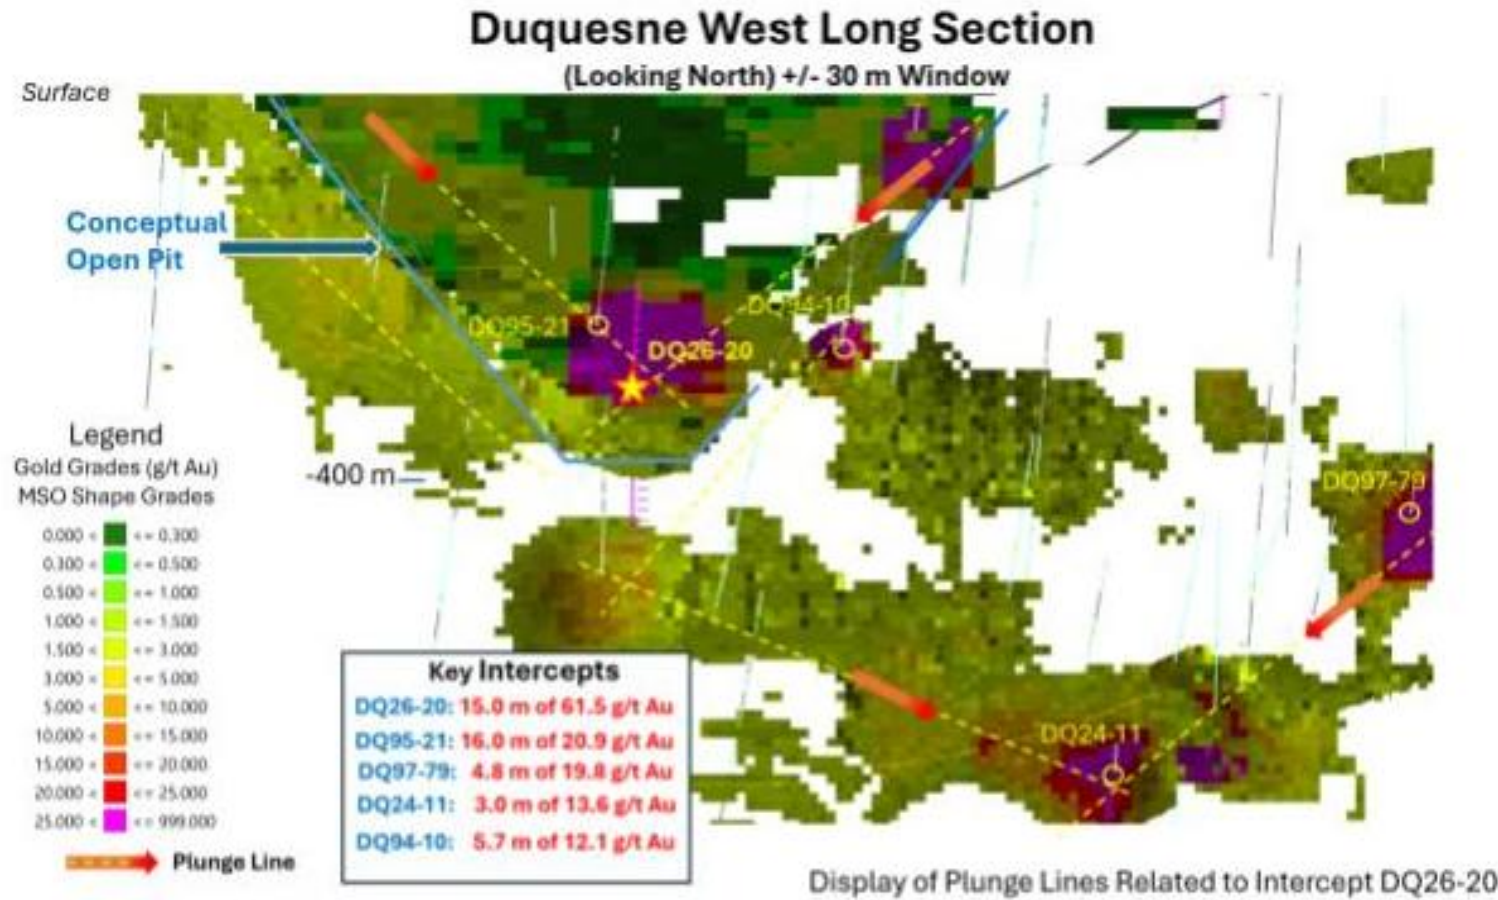 Duquesne West Long Section
(Looking North) +/- 30 m Window
Surface
Conceptual
Open Pit
DQ94-10
DQ95-21
DQ26-20
DQ97-79
DQ24-11
-400 m
Legend
Gold Grades (g/t Au)
MSO Shape Grades
0.000 < <= 0.300
0.300 < <= 0.500
0.500 < <= 1.000
1.000 < <= 1.500
1.500 < <= 3.000
3.000 < <= 5.000
5.000 < <= 10.000
10.000 < <= 15.000
15.000 < <= 20.000
20.000 < <= 25.000
25.000 < <= 999.000
Plunge Line
Key Intercepts
DQ26-20: 15.0 m of 61.5 g/t Au
DQ95-21: 16.0 m of 20.9 g/t Au
DQ97-79: 4.8 m of 19.8 g/t Au
DQ24-11: 3.0 m of 13.6 g/t Au
DQ94-10: 5.7 m of 12.1 g/t Au
Display of Plunge Lines Related to Intercept DQ26-20